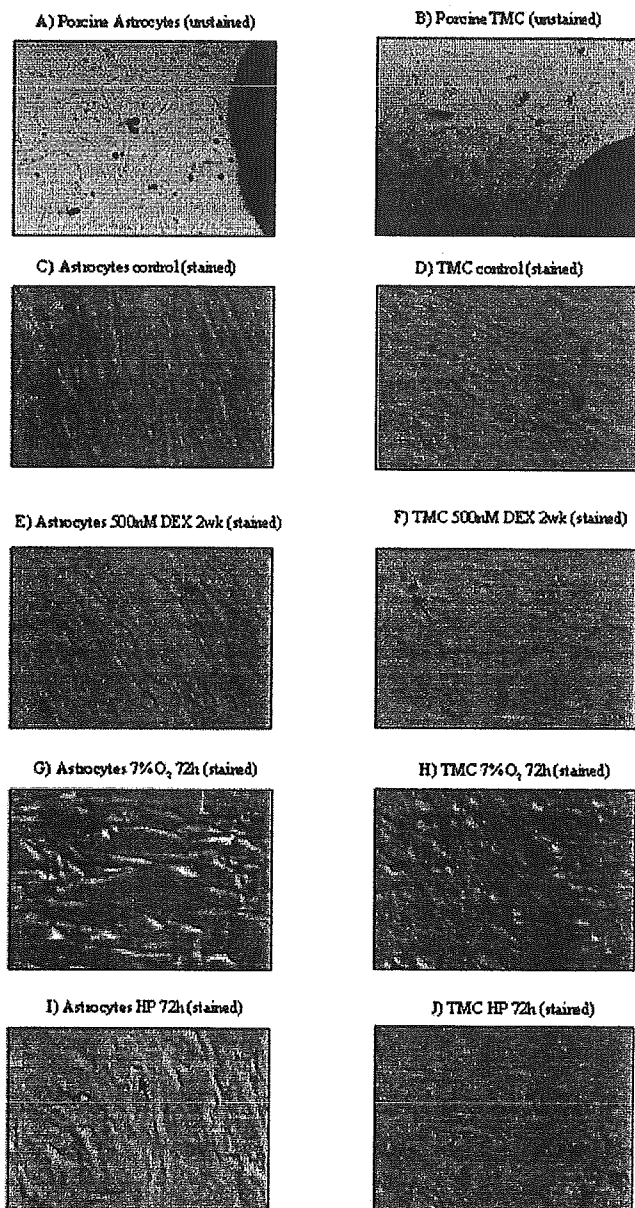 A) Porcine Astrocytes (unstained)
B) Porcine TMC (unstained)
C) Astrocytes control (stained)
D) TMC control (stained)
E) Astrocytes 500nM DEX 2wk (stained)
F) TMC 500nM DEX 2wk (stained)
G) Astrocytes 7% O₂ 72h (stained)
H) TMC 7% O₂ 72h (stained)
I) Astrocytes HP 72h (stained)
J) TMC HP 72h (stained)